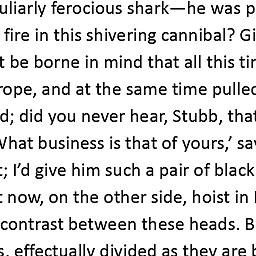 uliarly ferocious shark—he was p
fire in this shivering cannibal? Gi
t be borne in mind that all this tir
rope, and at the same time pulled
d; did you never hear, Stubb, that
What business is that of yours,’ sa
t; I’d give him such a pair of black
t now, on the other side, hoist in
contrast between these heads. B
s, effectually divided as they are b